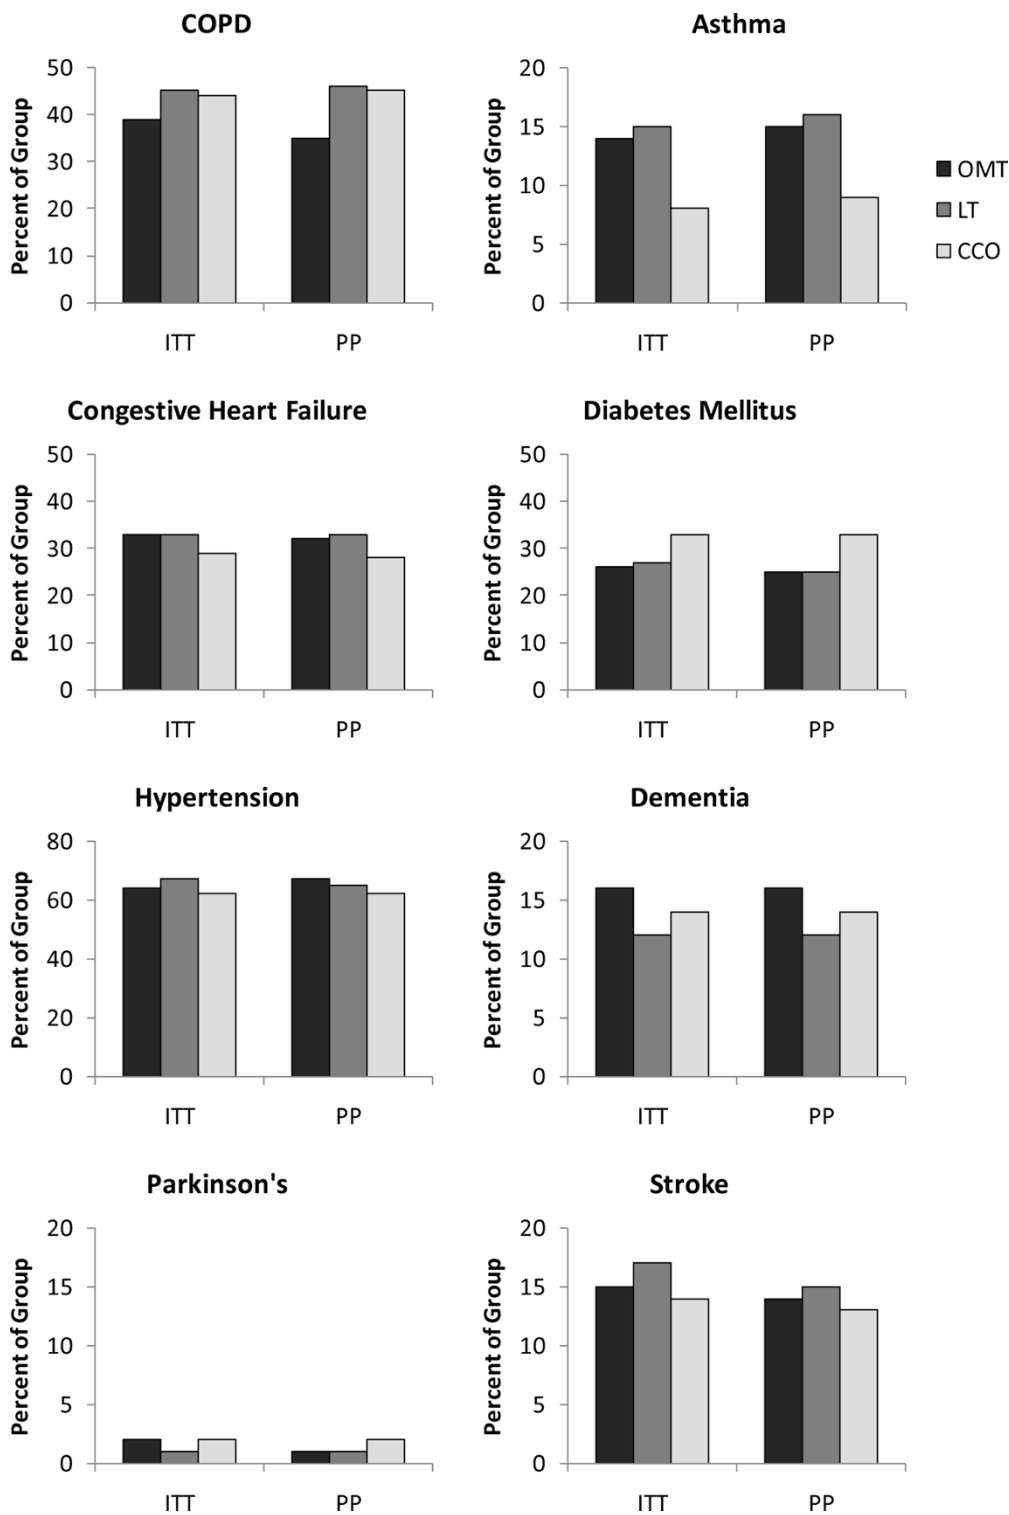 COPD
Percent of Group
50
40
30
20
10
0
ITT PP
Asthma
Percent of Group
20
15
10
5
0
ITT PP
OMT
LT
CCO
Congestive Heart Failure
Percent of Group
50
40
30
20
10
0
ITT PP
Diabetes Mellitus
Percent of Group
50
40
30
20
10
0
ITT PP
Hypertension
Percent of Group
80
60
40
20
0
ITT PP
Dementia
Percent of Group
20
15
10
5
0
ITT PP
Parkinson's
Percent of Group
20
15
10
5
0
ITT PP
Stroke
Percent of Group
20
15
10
5
0
ITT PP